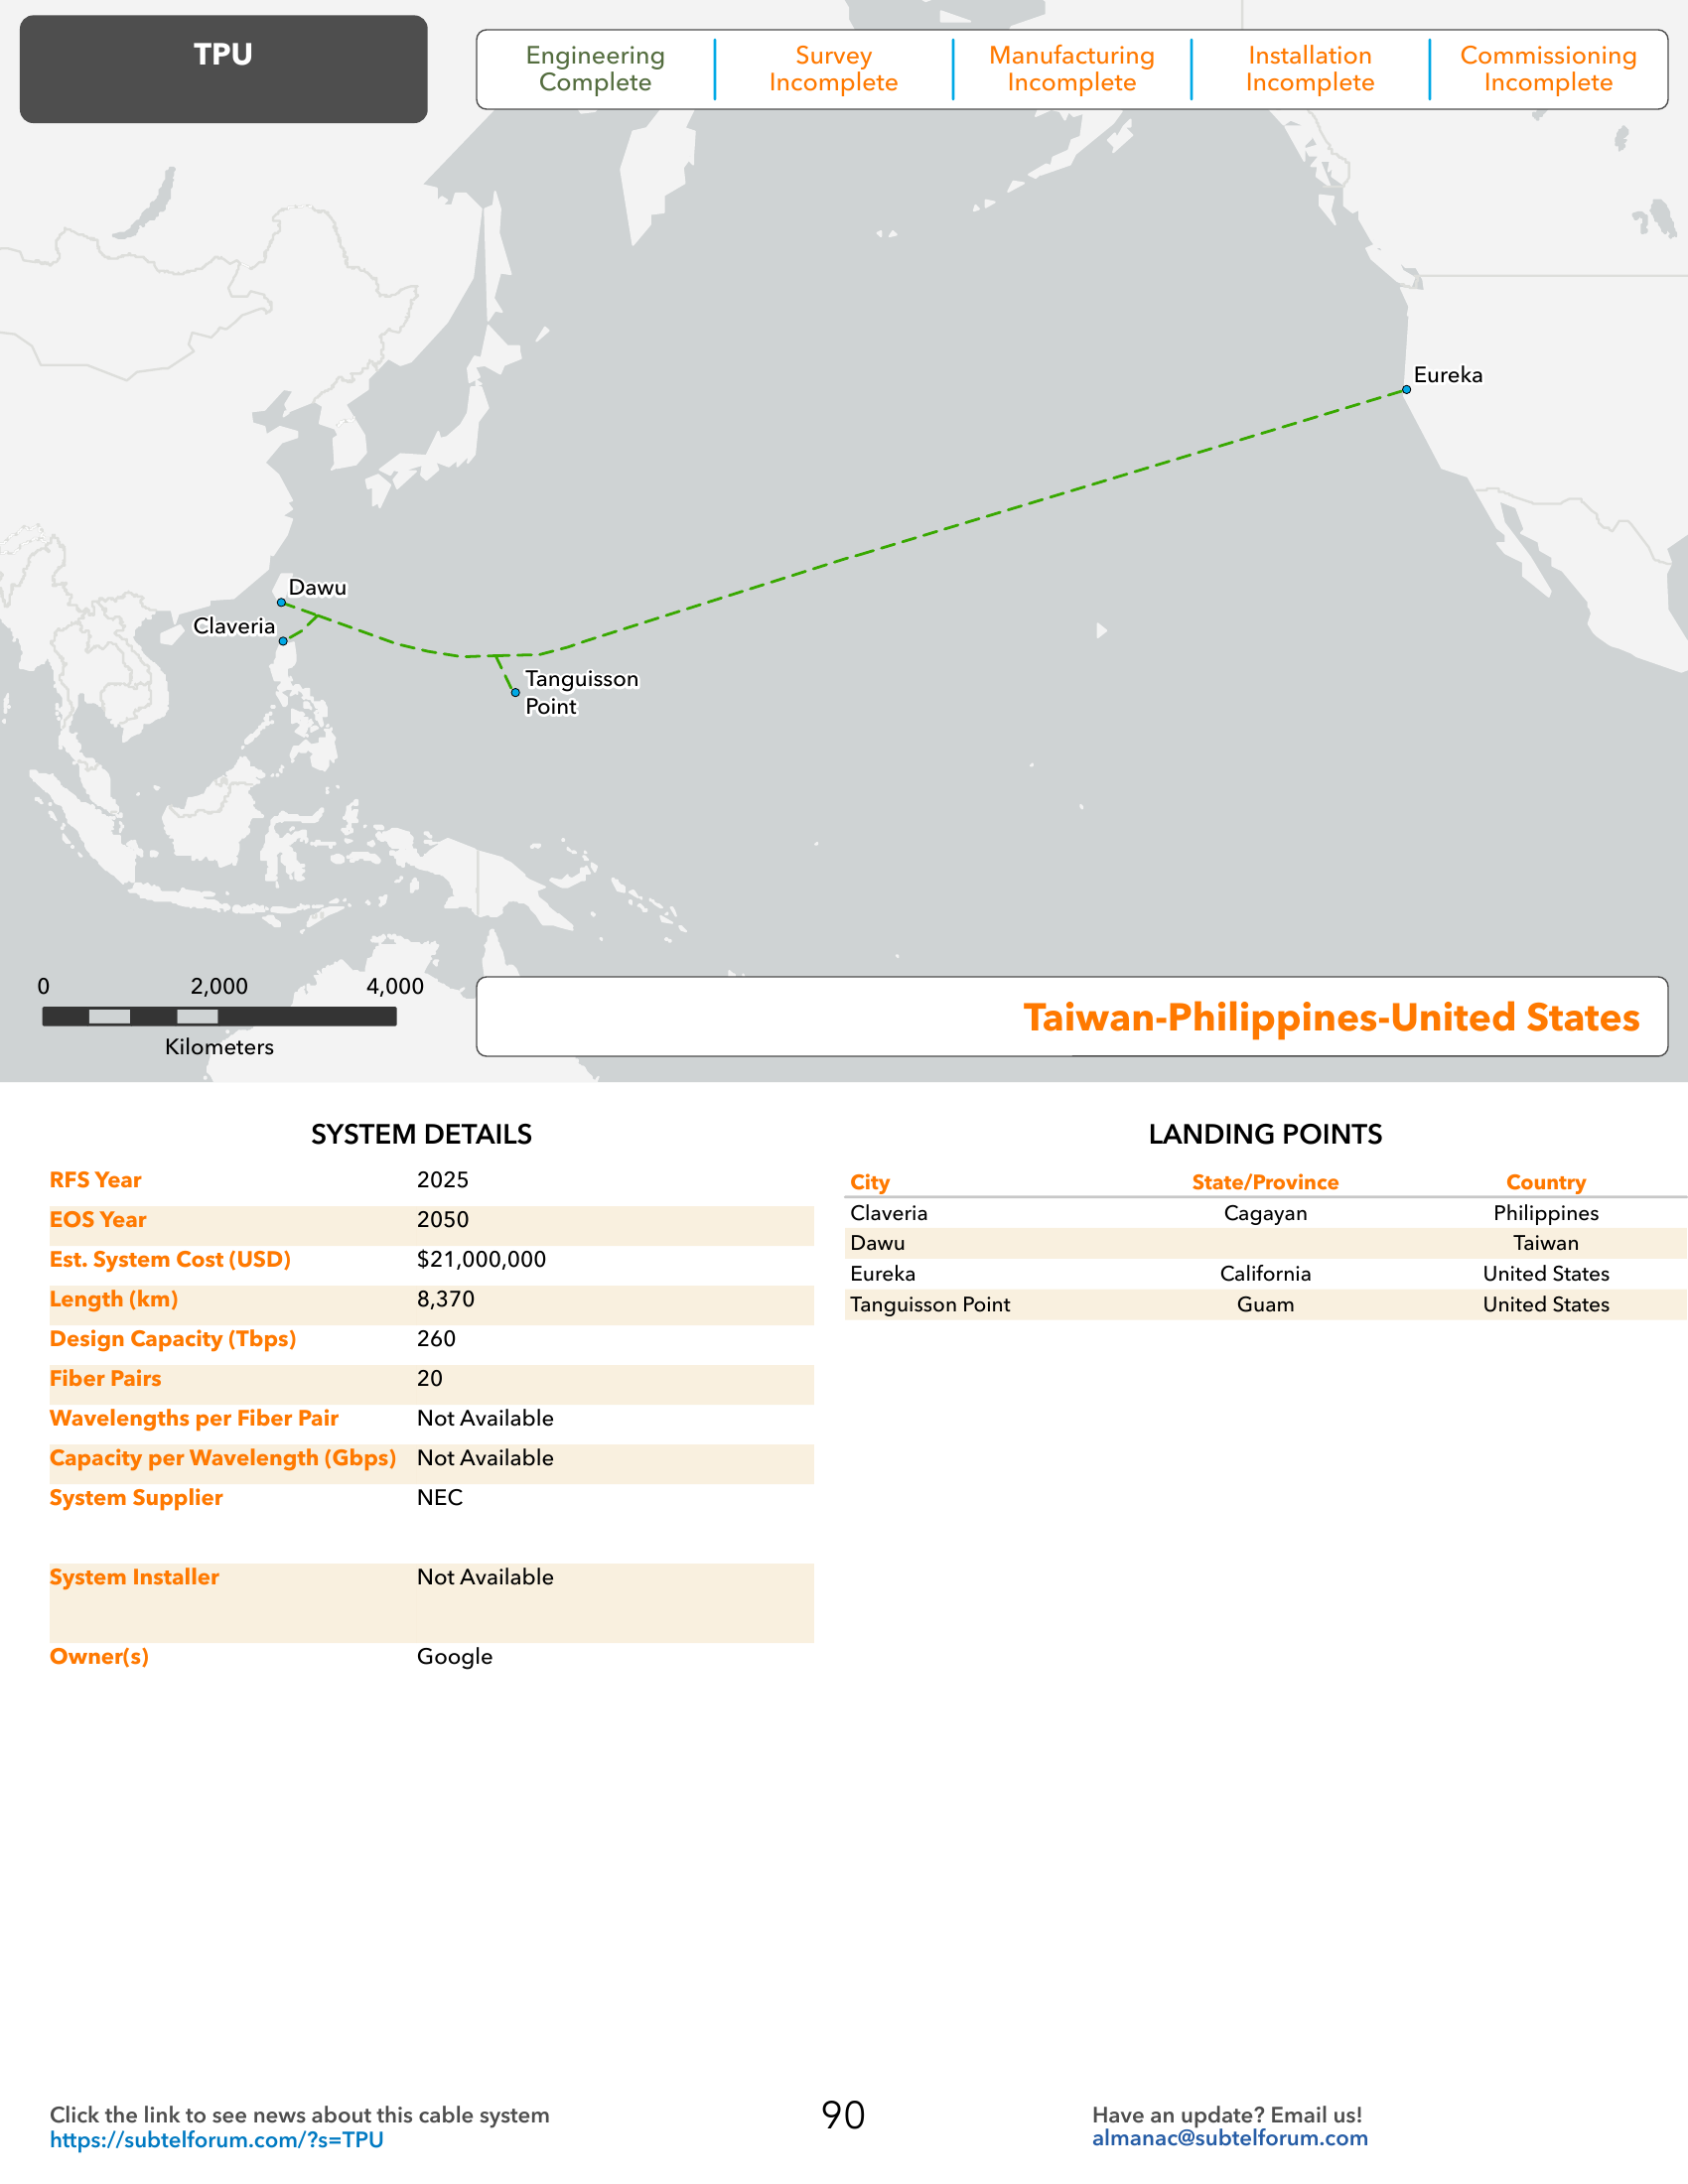 TPU
Engineering
Complete
Survey
Incomplete
Manufacturing
Incomplete
Installation
Incomplete
Commissioning
Incomplete
Eureka
Dawu
Claveria
Tanguisson
Point
0 2,000 4,000
Kilometers
Taiwan-Philippines-United States
SYSTEM DETAILS
RFS Year 2025
EOS Year 2050
Est. System Cost (USD) $21,000,000
Length (km) 8,370
Design Capacity (Tbps) 260
Fiber Pairs 20
Wavelengths per Fiber Pair Not Available
Capacity per Wavelength (Gbps) Not Available
System Supplier NEC
System Installer Not Available
Owner(s) Google
LANDING POINTS
City State/Province Country
Claveria Cagayan Philippines
Dawu Taiwan
Eureka California United States
Tanguisson Point Guam United States
Click the link to see news about this cable system
https://subtelforum.com/?s=TPU
90
Have an update? Email us!
almanac@subtelforum.com